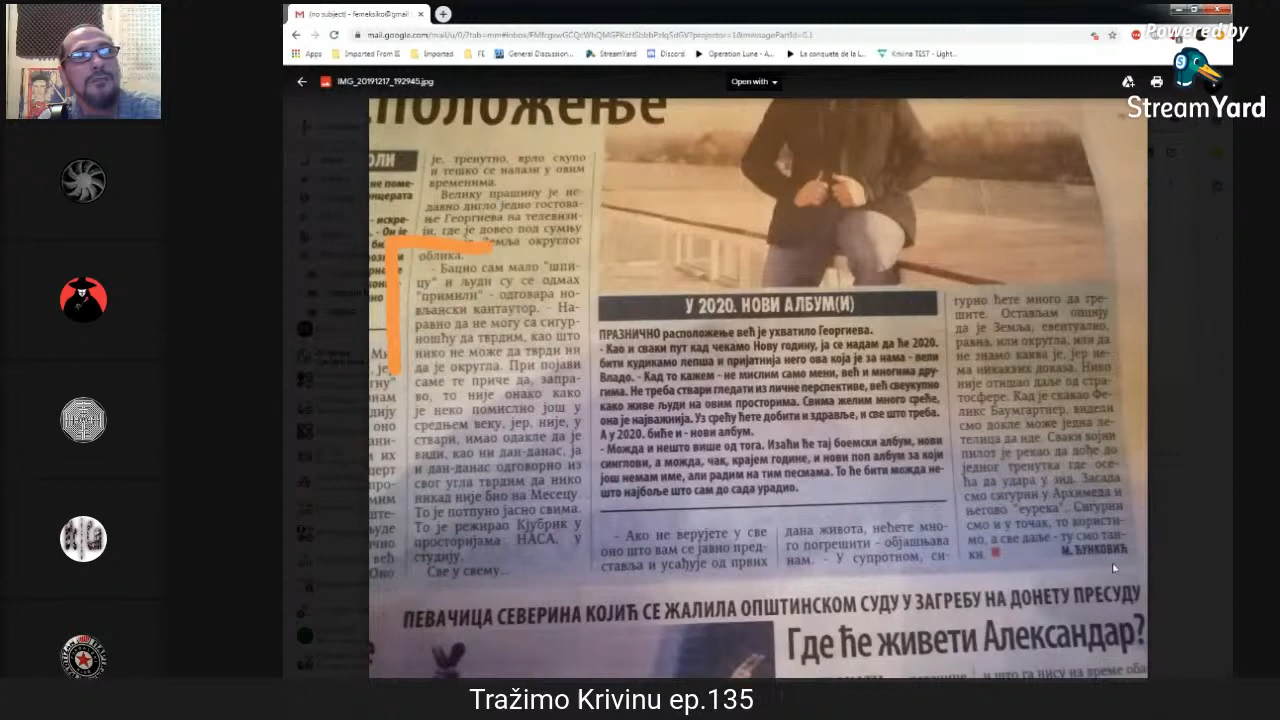 (no subject) - femeksiko@gmail
Powered by
StreamYard
Apps
Imported From IE
Imported
FE
General Discussion...
StreamYard
Discord
Operation Lune - A...
La conquete de la L...
Krivina TEST - Light...
IMG_20191217_192945.jpg
Open with
положење
је, тренутно, врло скупо
и тешко се налази у овим
временима.
Велику прашину је не-
давно дигло једно гостова-
ње Георгиева на телевизи-
ји, где је довео под сумњу
Земља округлог
облика.
- Бацио сам мало "шпи-
цу" и људи су се одмах
"примили" - одговара но-
вљански кантаутор. - На-
равно да не могу са сигур-
ношћу да тврдим, као што
нико не може да тврди ни
да је округла. При појави
саме те приче да, запра-
во, то није онако како
је неко помислио још у
средњем веку, јер, није, у
ствари, имао одакле да је
види, као ни дан-данас, ја
и дан-данас одговорно из
свог угла тврдим да нико
никад није био на Месецу.
То је потпуно јасно свима.
То је режирао Кјубрик у
просторијама НАСА, у
студију.
Све у свему...
У 2020. НОВИ АЛБУМ(И)
ПРАЗНИЧНО расположење већ је ухватило Георгиева.
- Као и сваки пут кад чекамо Нову годину, ја се надам да ће 2020.
бити кудикамо лепша и пријатнија него ова која је за нама - вели
Владо. - Кад то кажем - не мислим само мени, већ и многима дру-
гима. Не треба ствари гледати из личне перспективе, већ свеукупно
како живе људи на овим просторима. Свима желим много среће,
она је најважнија. Уз срећу ћете добити и здравље, и све што треба.
А у 2020. биће и - нови албум.
- Можда и нешто више од тога. Изаћи ће тај боемски албум, нови
синглови, а можда, чак, крајем године, и нови поп албум за који
још немам име, али радим на тим песмама. То ће бити можда не-
што најбоље што сам до сада урадио.
- Ако не верујете у све
оно што вам се јавно пред-
ставља и усађује од првих
дана живота, нећете мно-
го погрешити - објашњава
нам. - У супротном, си-
гурно ћете много да гре-
шите. Остављам опцију
да је Земља, евентуално,
равна, или округла, или да
не знамо каква је, јер не-
ма никаквих доказа. Нико
није отишао даље од стра-
тосфере. Кад је скакао Фе-
ликс Баумгартнер, видели
смо докле може једна ле-
телица да иде. Сваки војни
пилот је рекао да дође до
једног тренутка где осе-
ћа да удара у зид. Засада
смо сигурни у Архимеда и
његово "еурека". Сигурни
смо и у точак, то користи-
мо, а све даље - ту смо тан-
ки.
М. ЂУНКОВИЋ
ПЕВАЧИЦА СЕВЕРИНА КОЈИЋ СЕ ЖАЛИЛА ОПШТИНСКОМ СУДУ У ЗАГРЕБУ НА ДОНЕТУ ПРЕСУДУ
Где ће живети Александар?
Tražimo Krivinu ep.135